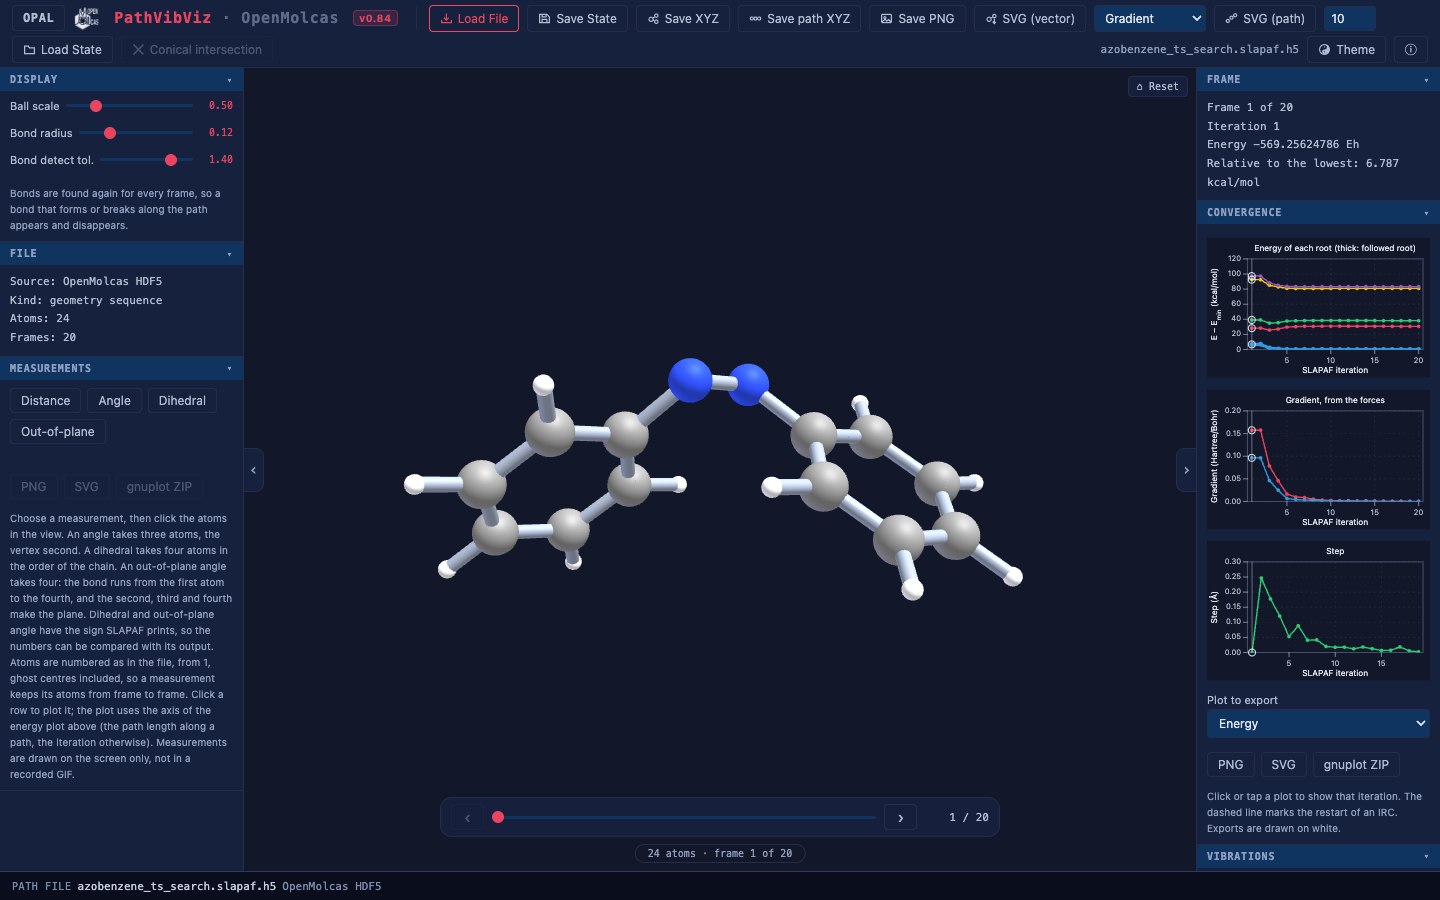 OPAL
OPEN
MOLCAS
PathVibViz · OpenMolcas v0.84
Load File
Save State
Save XYZ
Save path XYZ
Save PNG
SVG (vector)
Gradient
SVG (path)
10
Load State
Conical intersection
azobenzene_ts_search.slapaf.h5
Theme
DISPLAY
Ball scale 0.50
Bond radius 0.12
Bond detect tol. 1.40
Bonds are found again for every frame, so a
bond that forms or breaks along the path
appears and disappears.
FILE
Source: OpenMolcas HDF5
Kind: geometry sequence
Atoms: 24
Frames: 20
MEASUREMENTS
Distance
Angle
Dihedral
Out-of-plane
PNG
SVG
gnuplot ZIP
Choose a measurement, then click the atoms
in the view. An angle takes three atoms, the
vertex second. A dihedral takes four atoms in
the order of the chain. An out-of-plane angle
takes four: the bond runs from the first atom
to the fourth, and the second, third and fourth
make the plane. Dihedral and out-of-plane
angle have the sign SLAPAF prints, so the
numbers can be compared with its output.
Atoms are numbered as in the file, from 1,
ghost centres included, so a measurement
keeps its atoms from frame to frame. Click a
row to plot it; the plot uses the axis of the
energy plot above (the path length along a
path, the iteration otherwise). Measurements
are drawn on the screen only, not in a
recorded GIF.
Reset
1 / 20
24 atoms · frame 1 of 20
FRAME
Frame 1 of 20
Iteration 1
Energy −569.25624786 Eh
Relative to the lowest: 6.787
kcal/mol
CONVERGENCE
Energy of each root (thick: followed root)
E − Emin (kcal/mol)
120
100
80
60
40
20
0
5 10 15 20
SLAPAF iteration
Gradient, from the forces
Gradient (Hartree/Bohr)
0.20
0.15
0.10
0.05
0.00
5 10 15 20
SLAPAF iteration
Step
Step (Å)
0.30
0.25
0.20
0.15
0.10
0.05
0.00
5 10 15
SLAPAF iteration
Plot to export
Energy
PNG
SVG
gnuplot ZIP
Click or tap a plot to show that iteration. The
dashed line marks the restart of an IRC.
Exports are drawn on white.
VIBRATIONS
PATH FILE azobenzene_ts_search.slapaf.h5 OpenMolcas HDF5